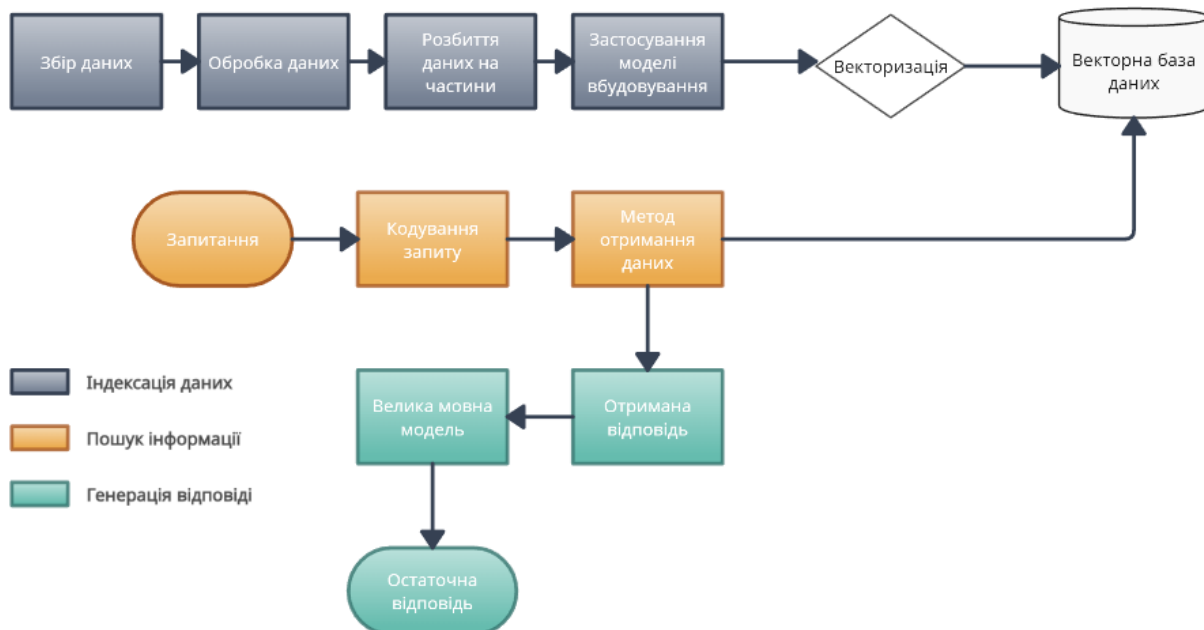 Збір даних
Обробка даних
Розбиття
даних на
частини
Застосування
моделі
вбудовування
Векторизація
Векторна база
даних
Запитання
Кодування
запиту
Метод
отримання
даних
Індексація даних
Пошук інформації
Генерація відповіді
Велика мовна
модель
Отримана
відповідь
Остаточна
відповідь